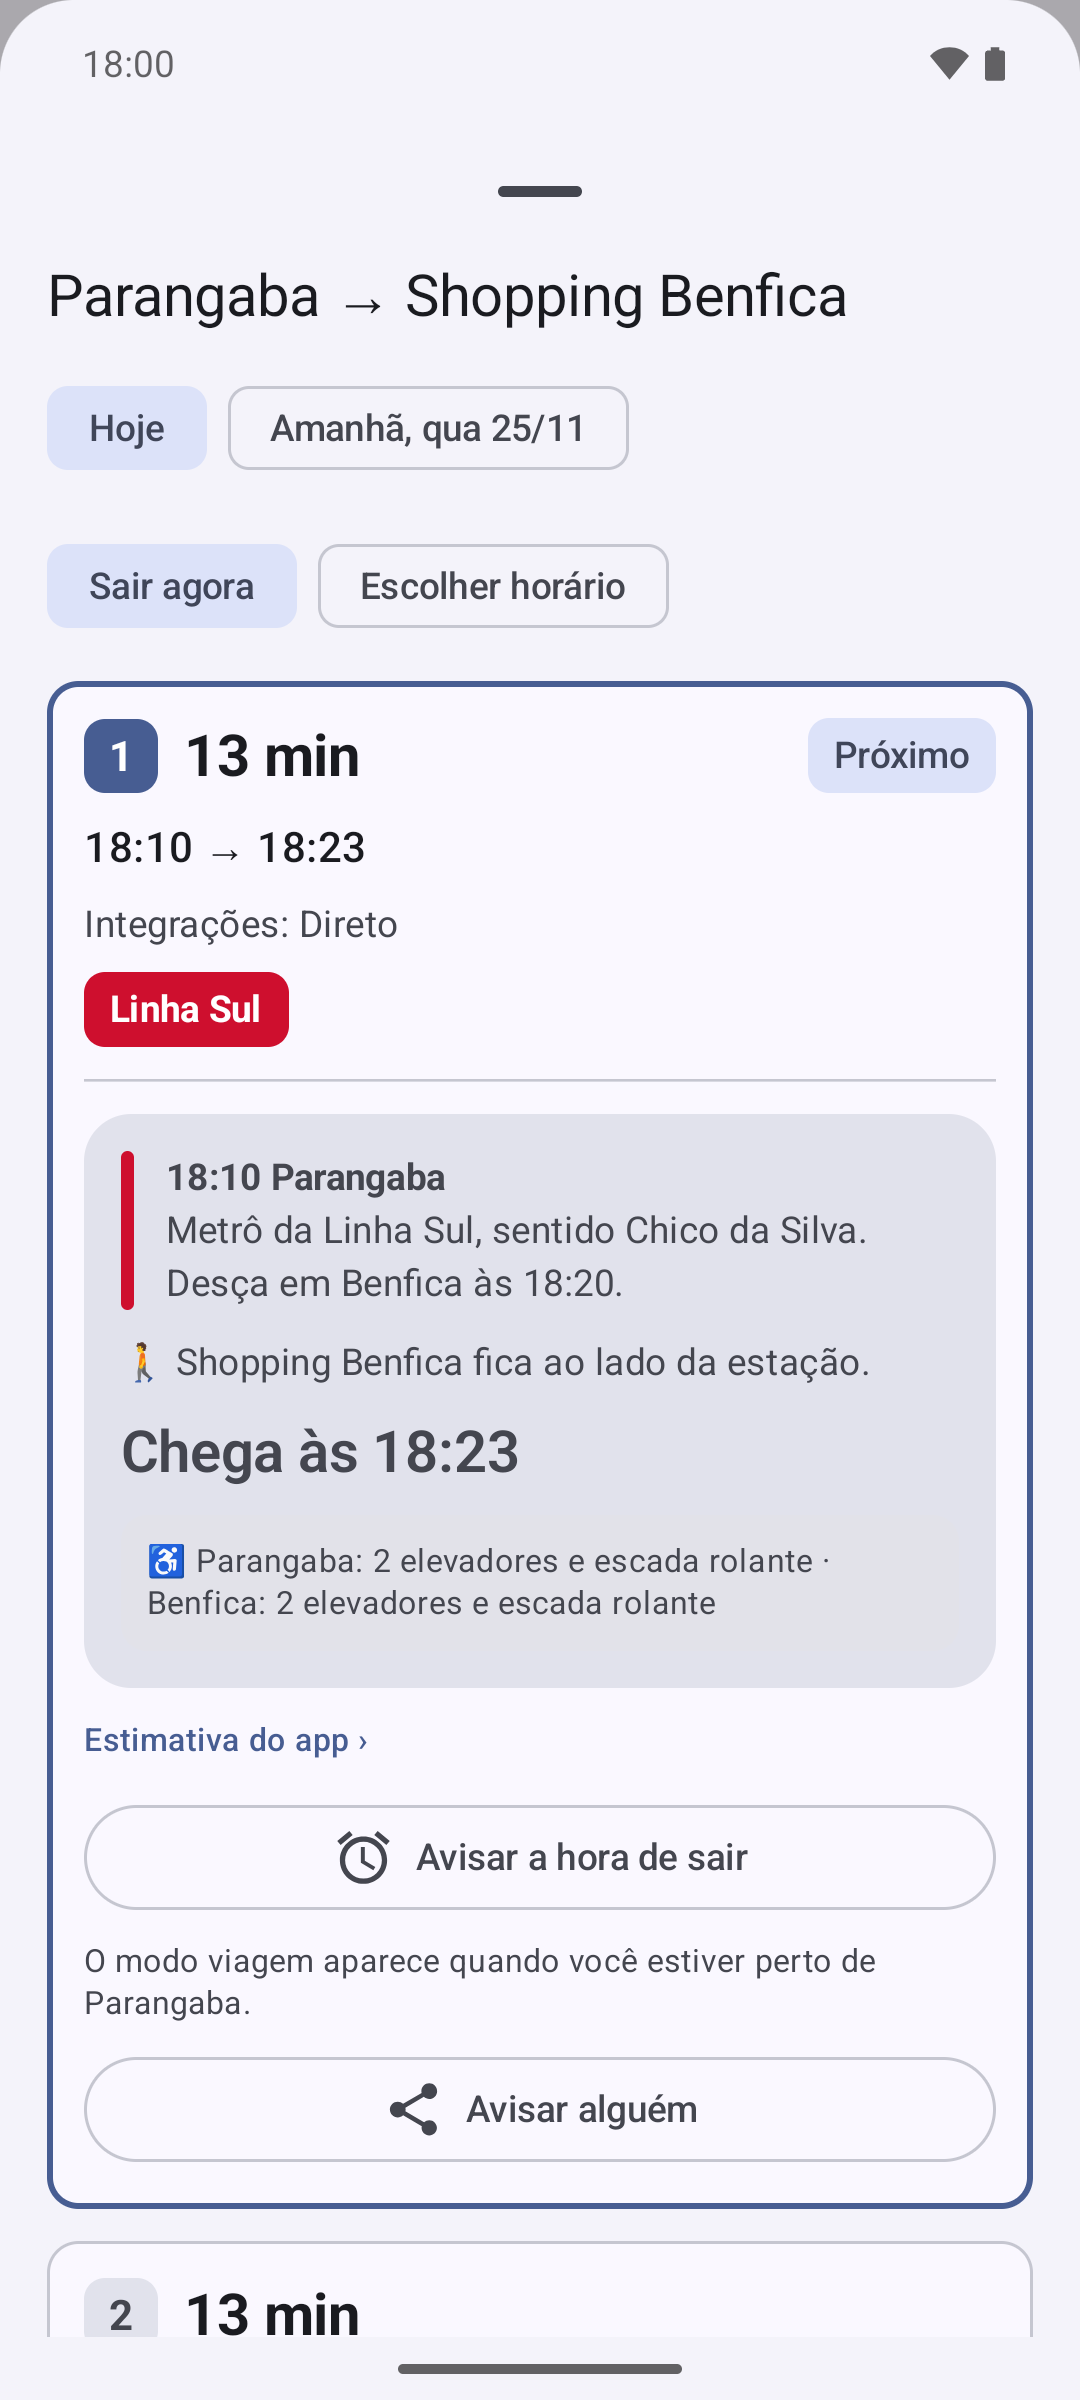 18:00
Parangaba → Shopping Benfica
Hoje
Amanhã, qua 25/11
Sair agora
Escolher horário
1
13 min
Próximo
18:10 → 18:23
Integrações: Direto
Linha Sul
18:10 Parangaba
Metrô da Linha Sul, sentido Chico da Silva.
Desça em Benfica às 18:20.
🚶 Shopping Benfica fica ao lado da estação.
Chega às 18:23
♿ Parangaba: 2 elevadores e escada rolante ·
Benfica: 2 elevadores e escada rolante
Estimativa do app ›
Avisar a hora de sair
O modo viagem aparece quando você estiver perto de
Parangaba.
Avisar alguém
2
13 min